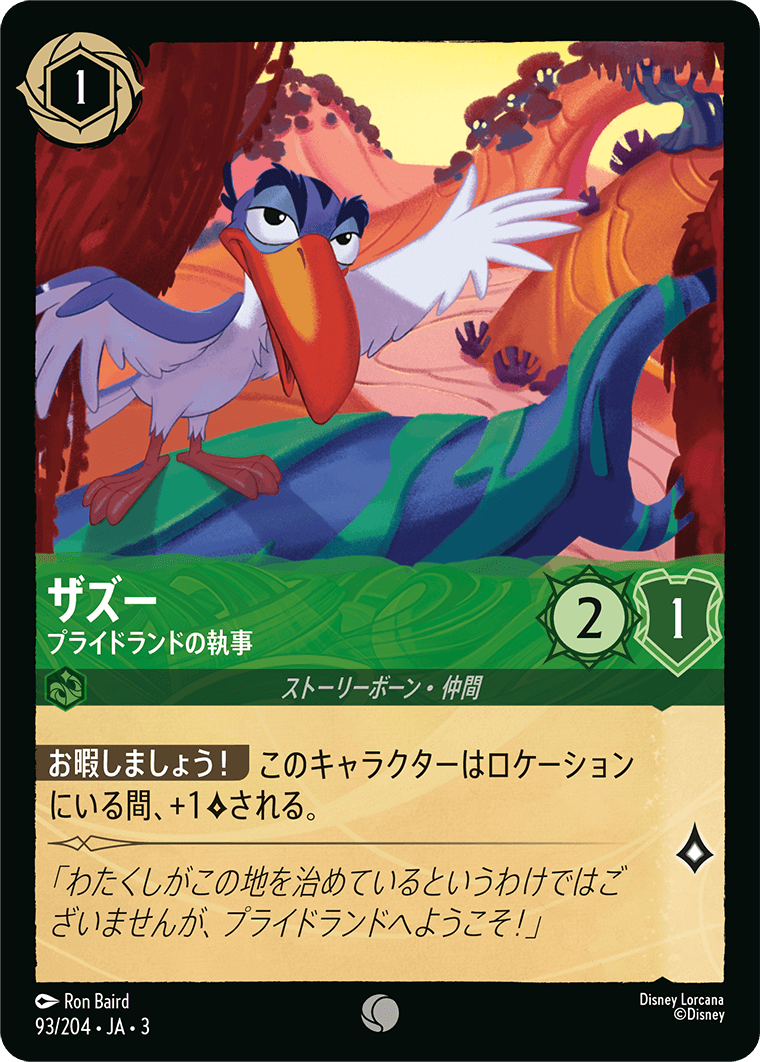 1
ザズー
プライドランドの執事
2
1
ストーリーボーン・仲間
お暇しましょう! このキャラクターはロケーション
にいる間、+1される。
「わたくしがこの地を治めているというわけではご
ざいませんが、プライドランドへようこそ!」
Ron Baird
93/204・JA・3
Disney Lorcana
©Disney